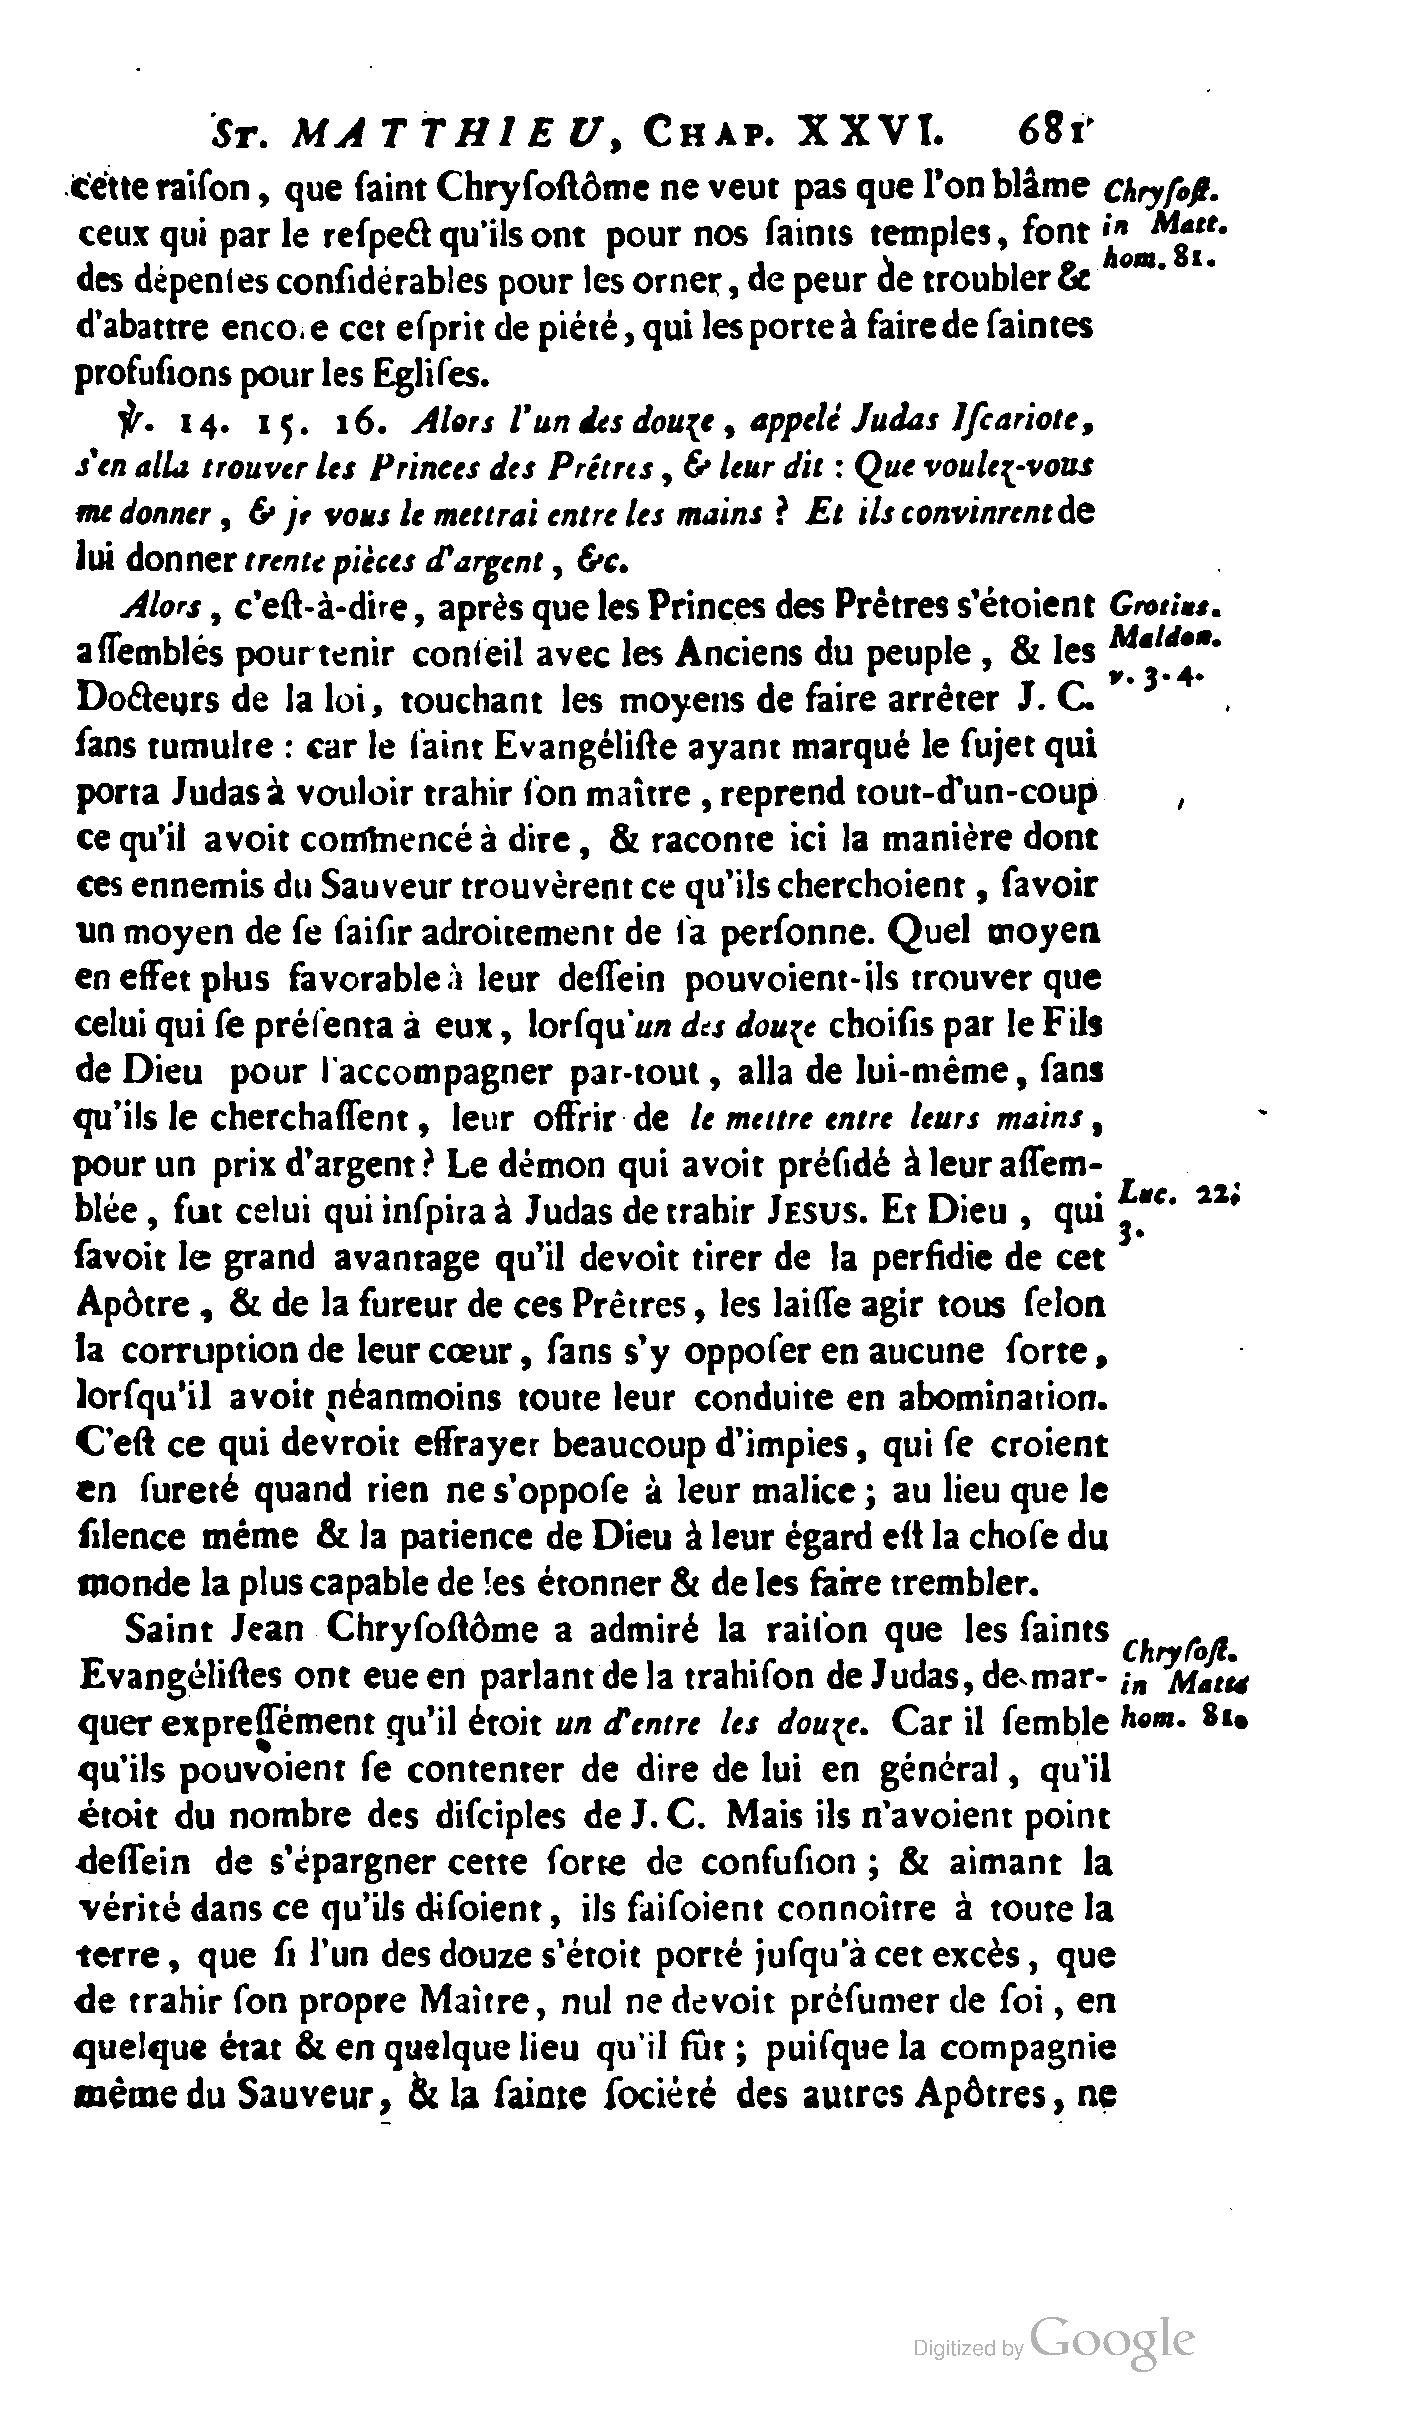 ST. MATTHIEU, CHAP. XXVI. 681
cette raiſon, que ſaint Chryſoſtôme ne veut pas que l'on blâme
ceux qui par le reſpect qu'ils ont pour nos ſaints temples, font
des dépenſes conſidérables pour les orner, de peur de troubler &
d'abattre encore cet eſprit de piété, qui les porte à faire de ſaintes
profuſions pour les Egliſes.
Chryſoſt.
in Matt.
hom. 81.
℣. 14. 15. 16. Alors l'un des douze, appelé Judas Iſcariote,
s'en alla trouver les Princes des Prêtres, & leur dit : Que voulez-vous
me donner, & je vous le mettrai entre les mains ? Et ils convinrent de
lui donner trente pièces d'argent, &c.
Alors, c'eſt-à-dire, après que les Princes des Prêtres s'étoient
aſſemblés pour tenir conſeil avec les Anciens du peuple, & les
Docteurs de la loi, touchant les moyens de faire arrêter J. C.
ſans tumulte : car le ſaint Evangéliſte ayant marqué le ſujet qui
porta Judas à vouloir trahir ſon maître, reprend tout-d'un-coup
ce qu'il avoit commencé à dire, & raconte ici la manière dont
ces ennemis du Sauveur trouvèrent ce qu'ils cherchoient, ſavoir
un moyen de ſe ſaiſir adroitement de ſa perſonne. Quel moyen
en effet plus favorable à leur deſſein pouvoient-ils trouver que
celui qui ſe préſenta à eux, lorſqu'un des douze choiſis par le Fils
de Dieu pour l'accompagner par-tout, alla de lui-même, ſans
qu'ils le cherchaſſent, leur offrir de le mettre entre leurs mains,
pour un prix d'argent ? Le démon qui avoit préſidé à leur aſſem-
blée, fut celui qui inſpira à Judas de trahir JESUS. Et Dieu, qui
ſavoit le grand avantage qu'il devoit tirer de la perfidie de cet
Apôtre, & de la fureur de ces Prêtres, les laiſſe agir tous ſelon
la corruption de leur cœur, ſans s'y oppoſer en aucune ſorte,
lorſqu'il avoit néanmoins toute leur conduite en abomination.
C'eſt ce qui devroit effrayer beaucoup d'impies, qui ſe croient
en ſureté quand rien ne s'oppoſe à leur malice ; au lieu que le
ſilence même & la patience de Dieu à leur égard eſt la choſe du
monde la plus capable de les étonner & de les faire trembler.
Grotius.
Maldon.
v. 3. 4.
Luc. 22.
3.
Saint Jean Chryſoſtôme a admiré la raiſon que les ſaints
Evangéliſtes ont eue en parlant de la trahiſon de Judas, de mar-
quer expreſſément qu'il étoit un d'entre les douze. Car il ſemble
qu'ils pouvoient ſe contenter de dire de lui en général, qu'il
étoit du nombre des diſciples de J. C. Mais ils n'avoient point
deſſein de s'épargner cette ſorte de confuſion ; & aimant la
vérité dans ce qu'ils diſoient, ils faiſoient connoître à toute la
terre, que ſi l'un des douze s'étoit porté juſqu'à cet excès, que
de trahir ſon propre Maître, nul ne devoit préſumer de ſoi, en
quelque état & en quelque lieu qu'il fût ; puiſque la compagnie
même du Sauveur, & la ſainte ſociété des autres Apôtres, ne
Chryſoſt.
in Matt.
hom. 81.
Digitized by Google